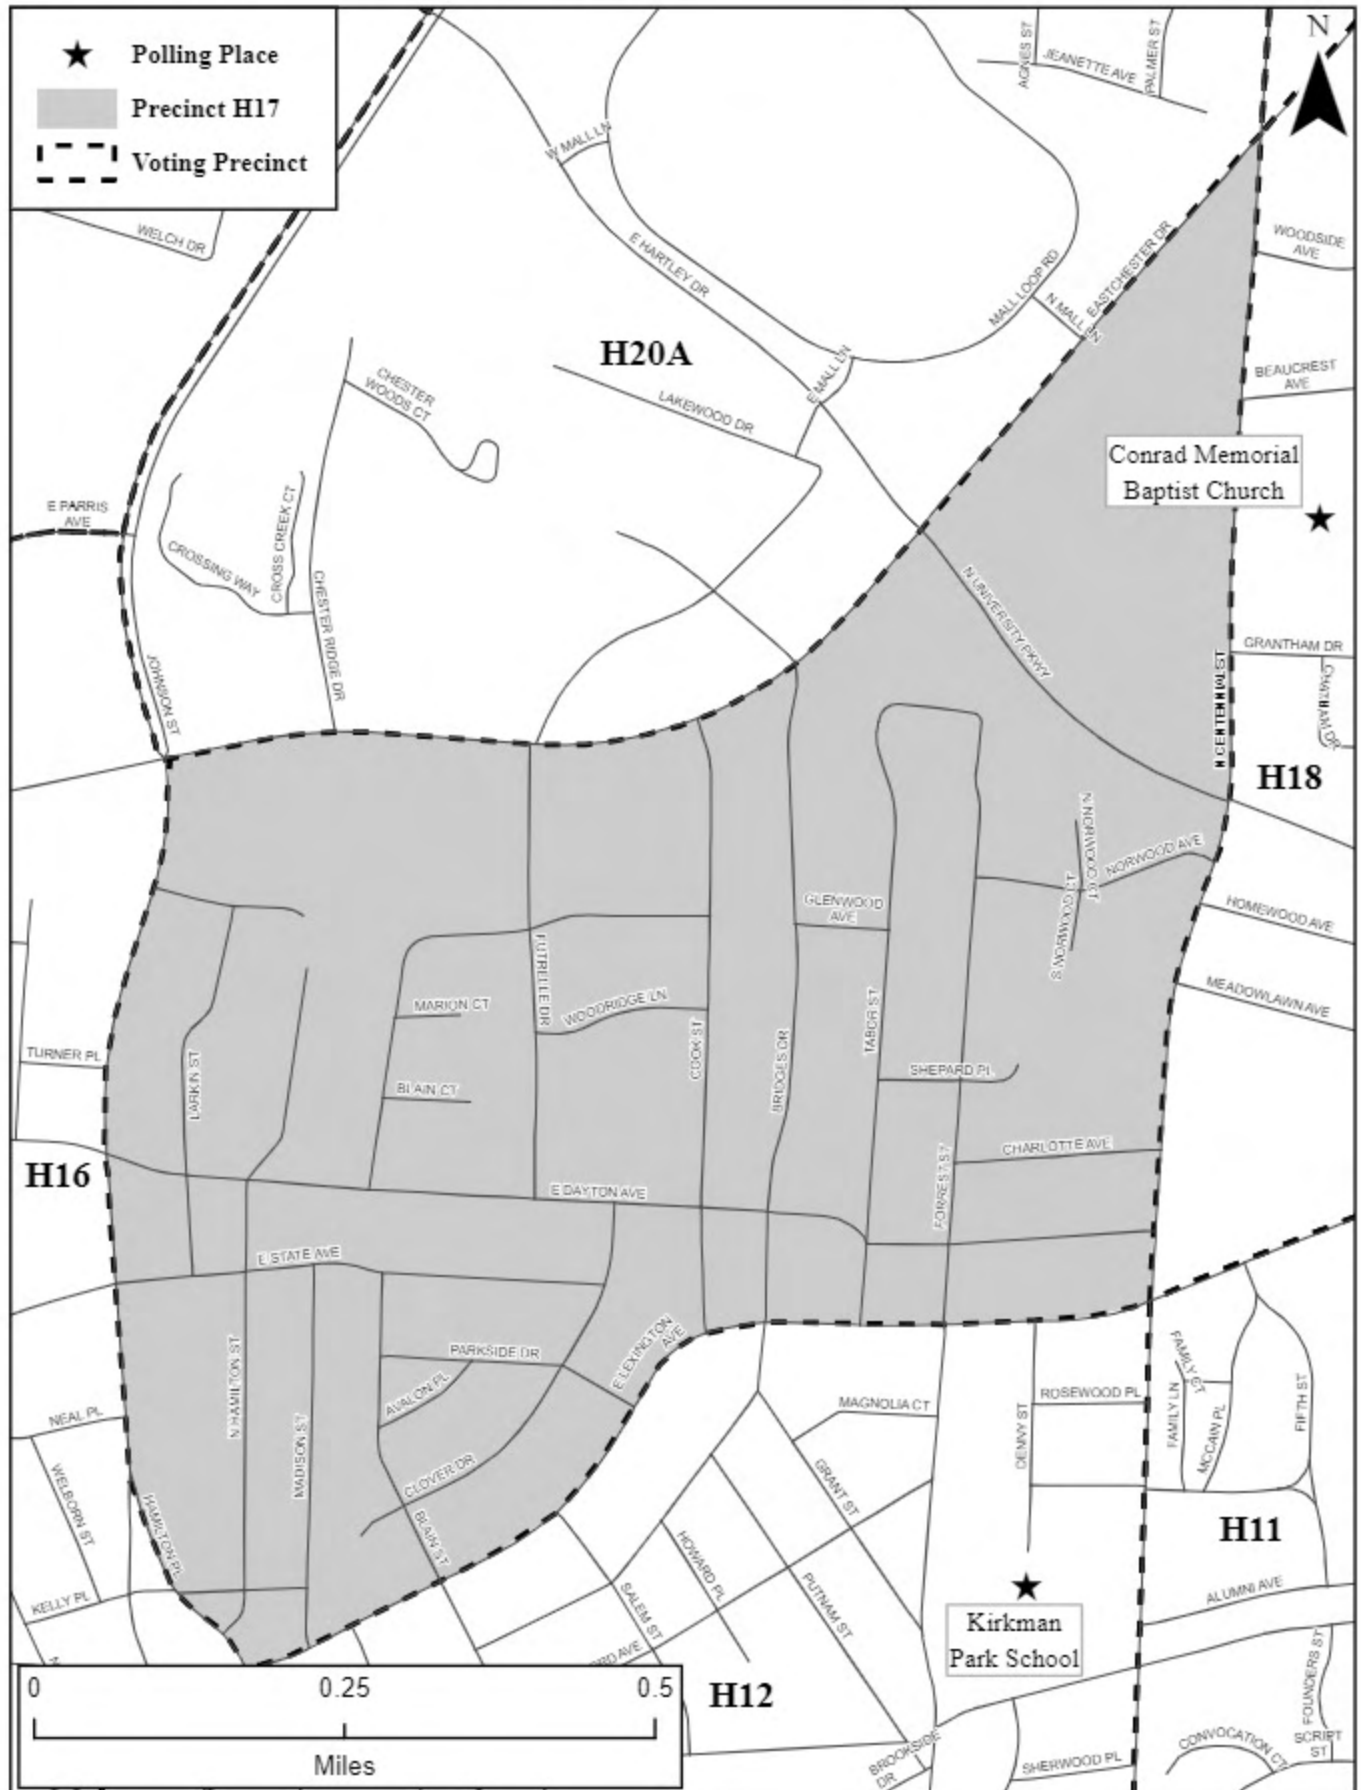 Polling Place
Precinct H17
Voting Precinct
N
AGNES ST
JEANETTE AVE
PALMER ST
W MALL LN
WELCH DR
E HARTLEY DR
MALL LOOP RD
N MALL LN
EASTCHESTER DR
WOODSIDE
AVE
H20A
CHESTER
WOODS CT
LAKEWOOD DR
E MALL LN
BEAUCREST
AVE
Conrad Memorial
Baptist Church
E PARRIS
AVE
CROSSING WAY
CROSS CREEK CT
CHESTER RIDGE DR
JOHNSON ST
N UNIVERSITY PKWY
N CENTENNIAL ST
GRANTHAM DR
CHATHAM DR
H18
N NORWOOD CT
NORWOOD AVE
S NORWOOD CT
GLENWOOD
AVE
HOMEWOOD AVE
MEADOWLAWN AVE
FUTRELLE DR
MARION CT
WOODRIDGE LN
COOK ST
BRIDGES DR
TABOR ST
TURNER PL
LARKIN ST
BLAIN CT
SHEPARD PL
CHARLOTTE AVE
FORREST ST
H16
E DAYTON AVE
E STATE AVE
N HAMILTON ST
MADISON ST
PARKSIDE DR
E LEXINGTON
AVE
AVALON PL
CLOVER DR
BLAIN ST
NEAL PL
WELBORN ST
HAMILTON PL
KELLY PL
MAGNOLIA CT
DENNY ST
ROSEWOOD PL
FAMILY CT
FAMILY LN
MCCAIN PL
FIFTH ST
GRANT ST
H11
HOWARD PL
PUTNAM ST
SALEM ST
ALUMNI AVE
Kirkman
Park School
RD AVE
H12
FOUNDERS ST
CONVOCATION CT
SCRIPT
ST
BROOKSIDE
DR
SHERWOOD PL
0 0.25 0.5
Miles